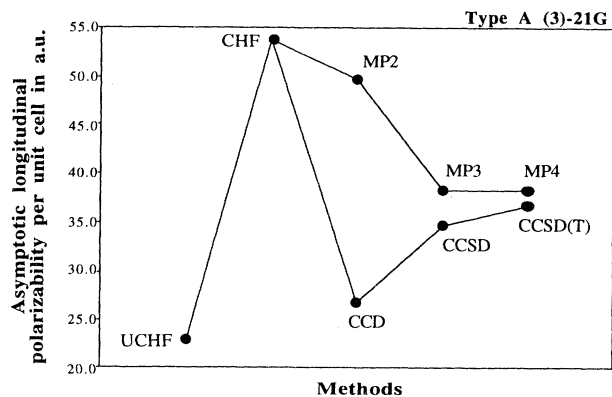 Type A (3)-21G
Asymptotic longitudinal
polarizability per unit cell in a.u.
55.0
50.0
45.0
40.0
35.0
30.0
25.0
20.0
CHF
MP2
MP3
MP4
CCSD
CCSD(T)
CCD
UCHF
Methods